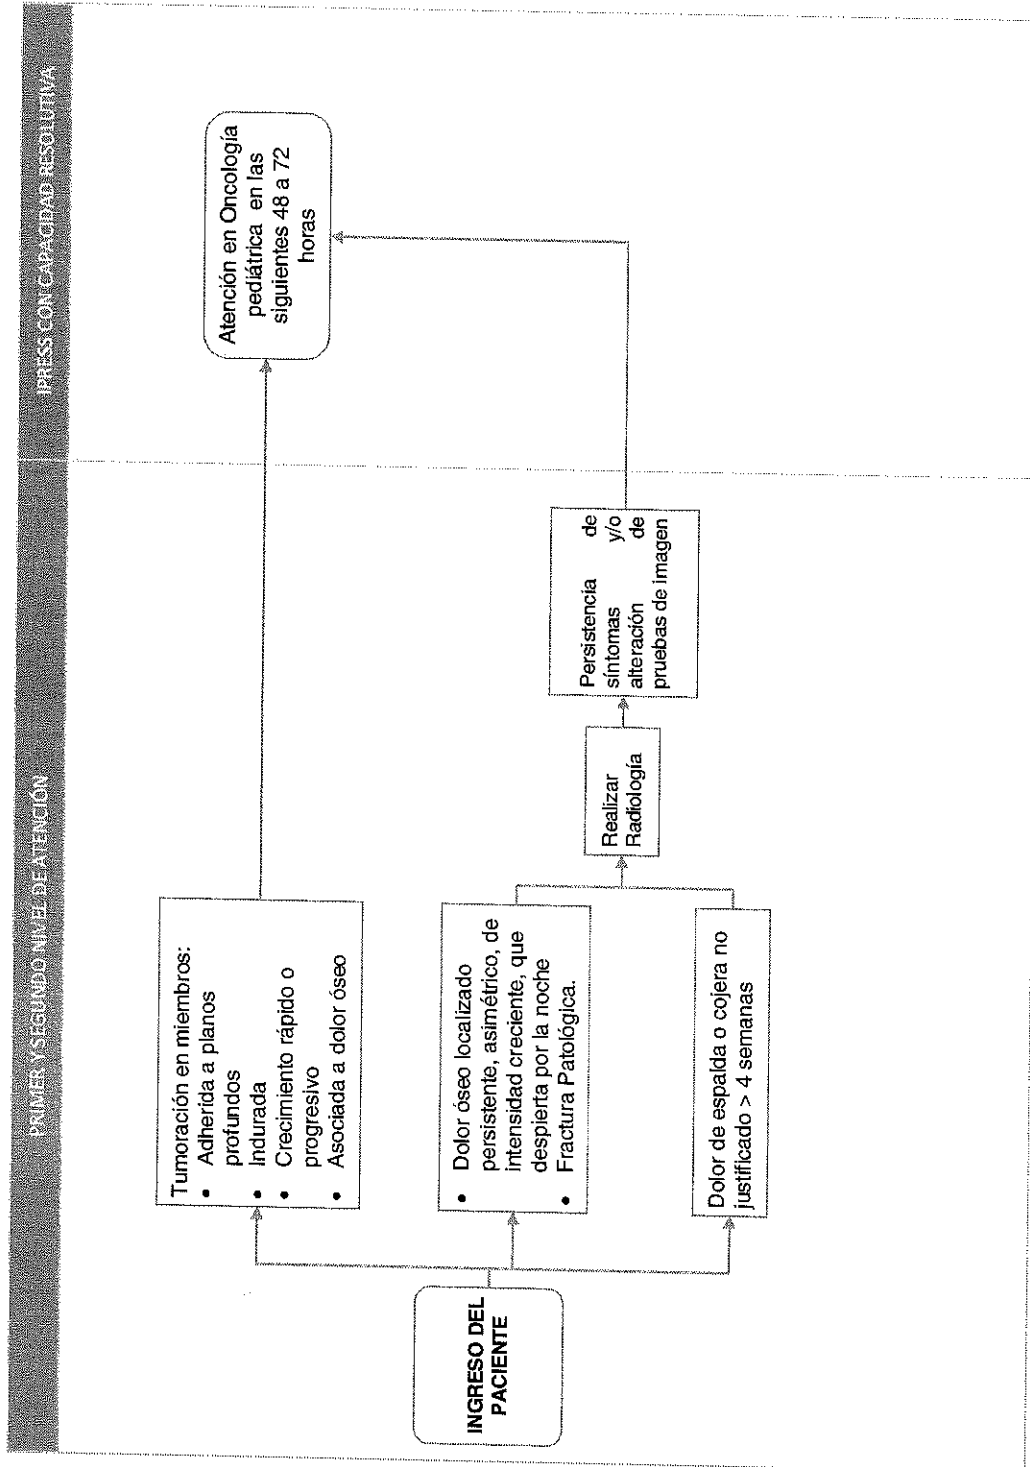 PRIMER Y SEGUNDO NIVEL DE ATENCIÓN
IPRESS CON CAPACIDAD RESOLUTIVA
INGRESO DEL
PACIENTE
Tumoración en miembros:
• Adherida a planos
profundos
• Indurada
• Crecimiento rápido o
progresivo
• Asociada a dolor óseo
• Dolor óseo localizado
persistente, asimétrico, de
intensidad creciente, que
despierta por la noche
• Fractura Patológica.
Dolor de espalda o cojera no
justificado > 4 semanas
Realizar
Radiología
Persistencia de
síntomas y/o
alteración de
pruebas de imagen
Atención en Oncología
pediátrica en las
siguientes 48 a 72
horas